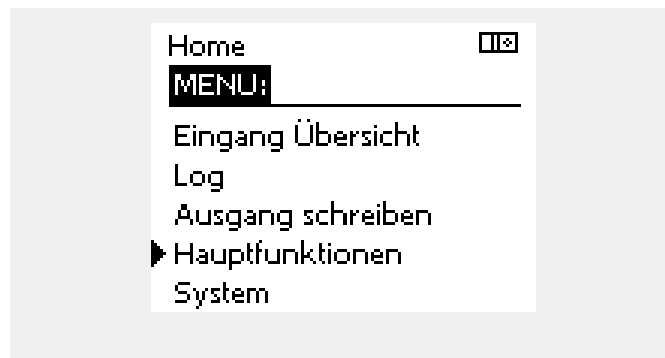 Home
MENU:
Eingang Übersicht
Log
Ausgang schreiben
Hauptfunktionen
System